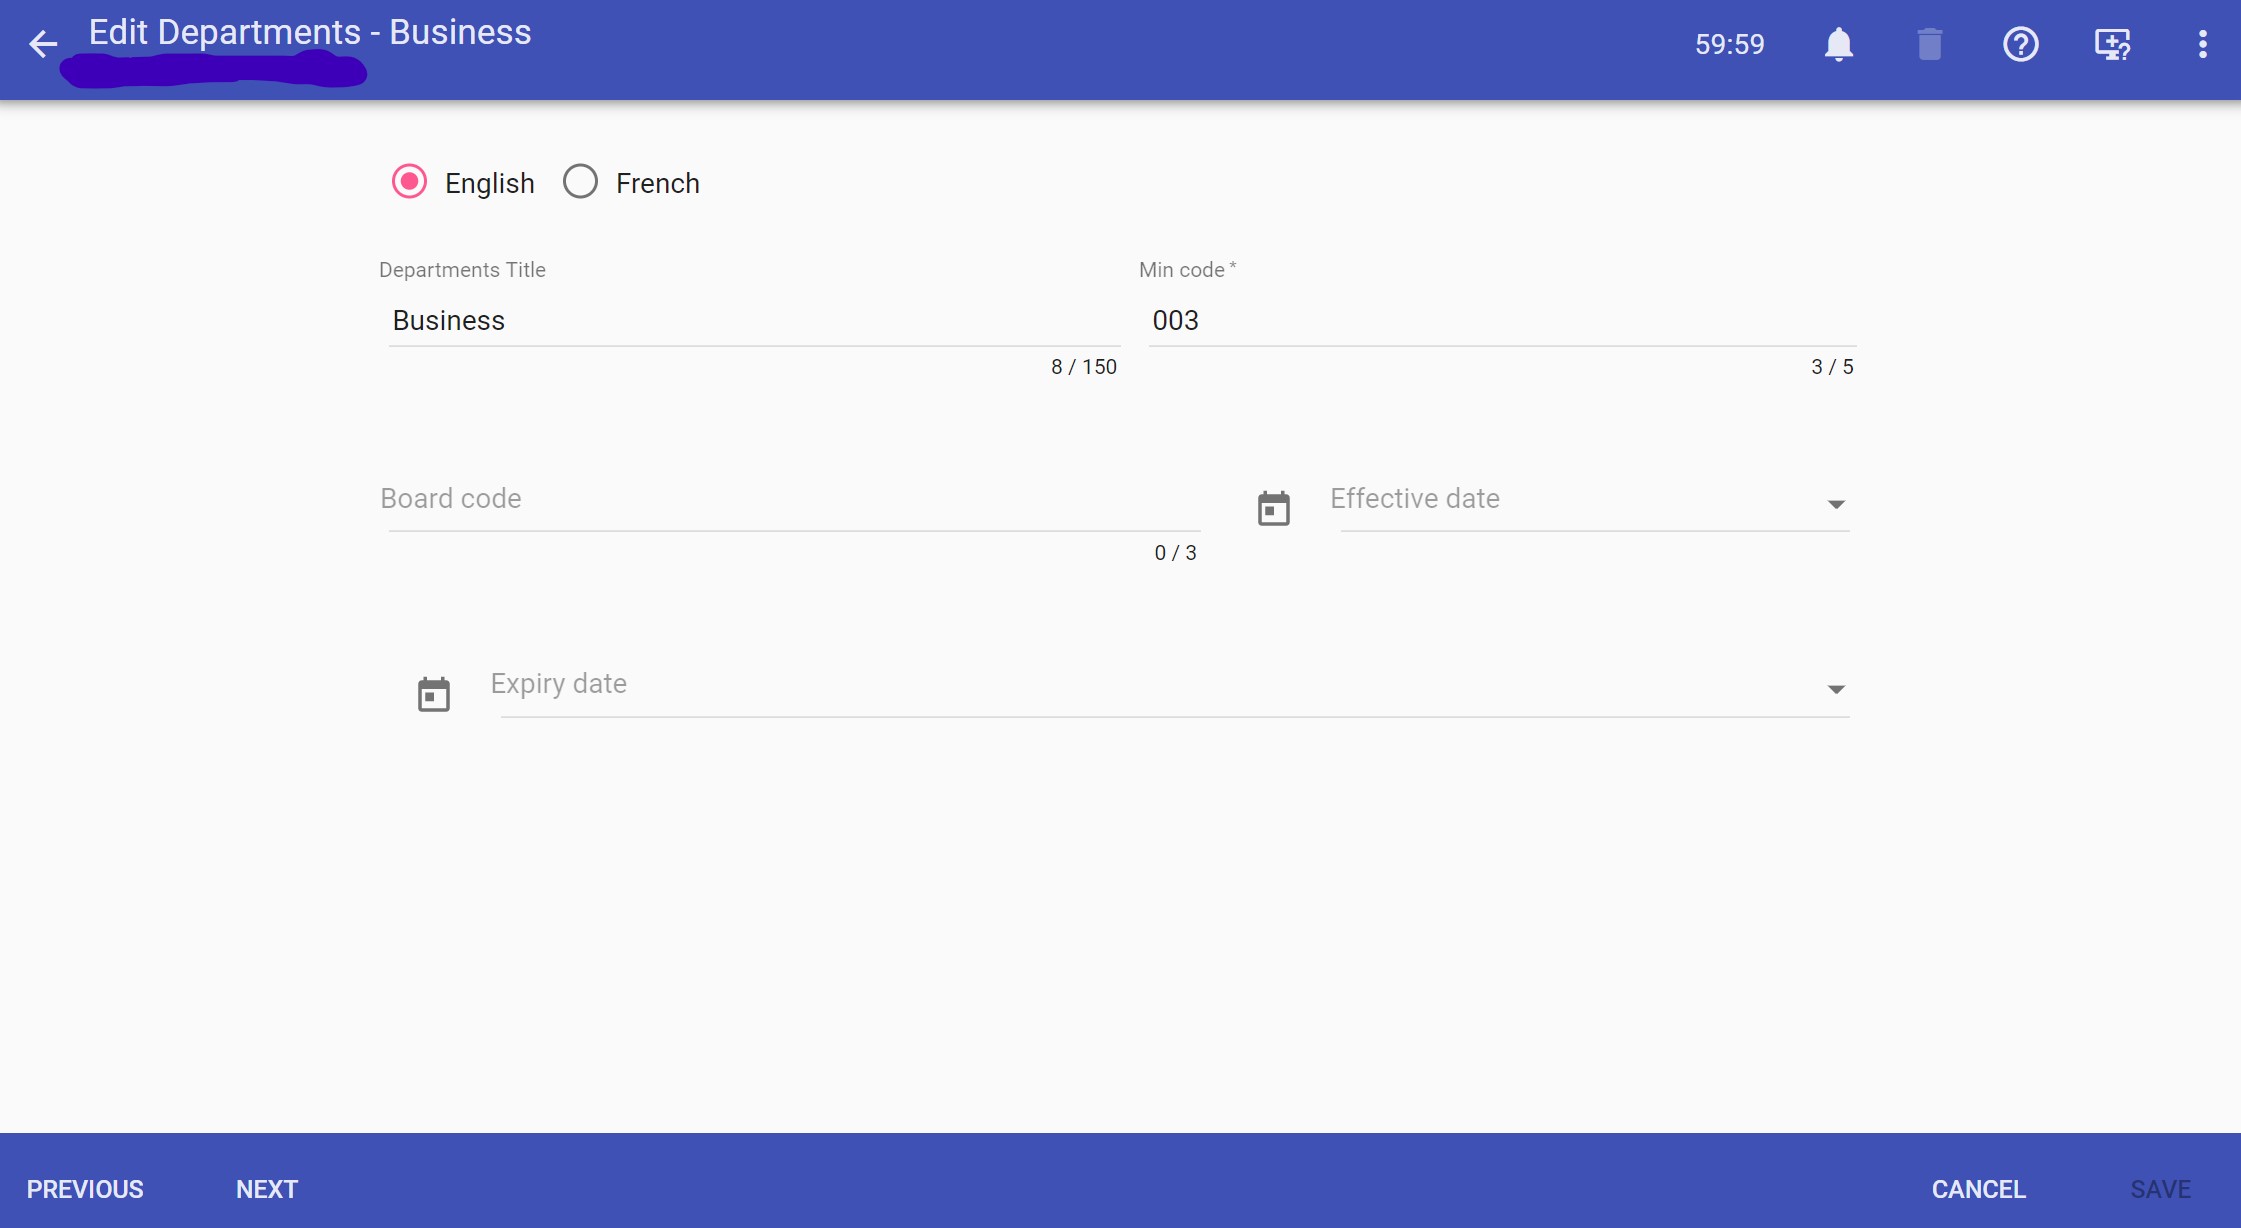 Edit Departments - Business
59:59
English French
Departments Title
Business
8 / 150
Min code *
003
3 / 5
Board code
0 / 3
Effective date
Expiry date
PREVIOUS NEXT CANCEL SAVE